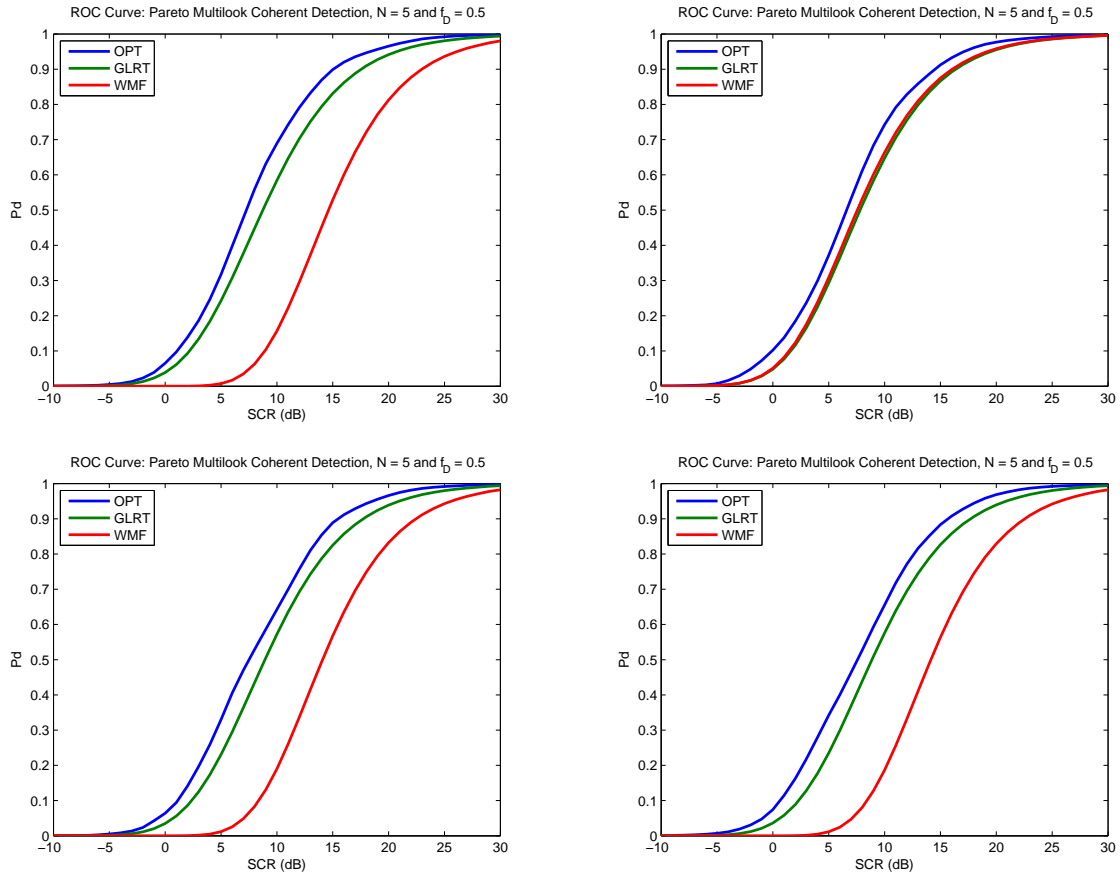 ROC Curve: Pareto Multilook Coherent Detection, N = 5 and f_D = 0.5
1
0.9
0.8
0.7
0.6
0.5
0.4
0.3
0.2
0.1
0
Pd
OPT
GLRT
WMF
−10 −5 0 5 10 15 20 25 30
SCR (dB)
ROC Curve: Pareto Multilook Coherent Detection, N = 5 and f_D = 0.5
1
0.9
0.8
0.7
0.6
0.5
0.4
0.3
0.2
0.1
0
Pd
OPT
GLRT
WMF
−10 −5 0 5 10 15 20 25 30
SCR (dB)
ROC Curve: Pareto Multilook Coherent Detection, N = 5 and f_D = 0.5
1
0.9
0.8
0.7
0.6
0.5
0.4
0.3
0.2
0.1
0
Pd
OPT
GLRT
WMF
−10 −5 0 5 10 15 20 25 30
SCR (dB)
ROC Curve: Pareto Multilook Coherent Detection, N = 5 and f_D = 0.5
1
0.9
0.8
0.7
0.6
0.5
0.4
0.3
0.2
0.1
0
Pd
OPT
GLRT
WMF
−10 −5 0 5 10 15 20 25 30
SCR (dB)